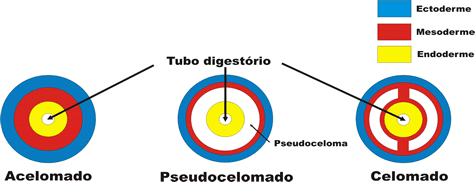 Ectoderme
Mesoderme
Endoderme
Tubo digestório
Pseudoceloma
Acelomado
Pseudocelomado
Celomado